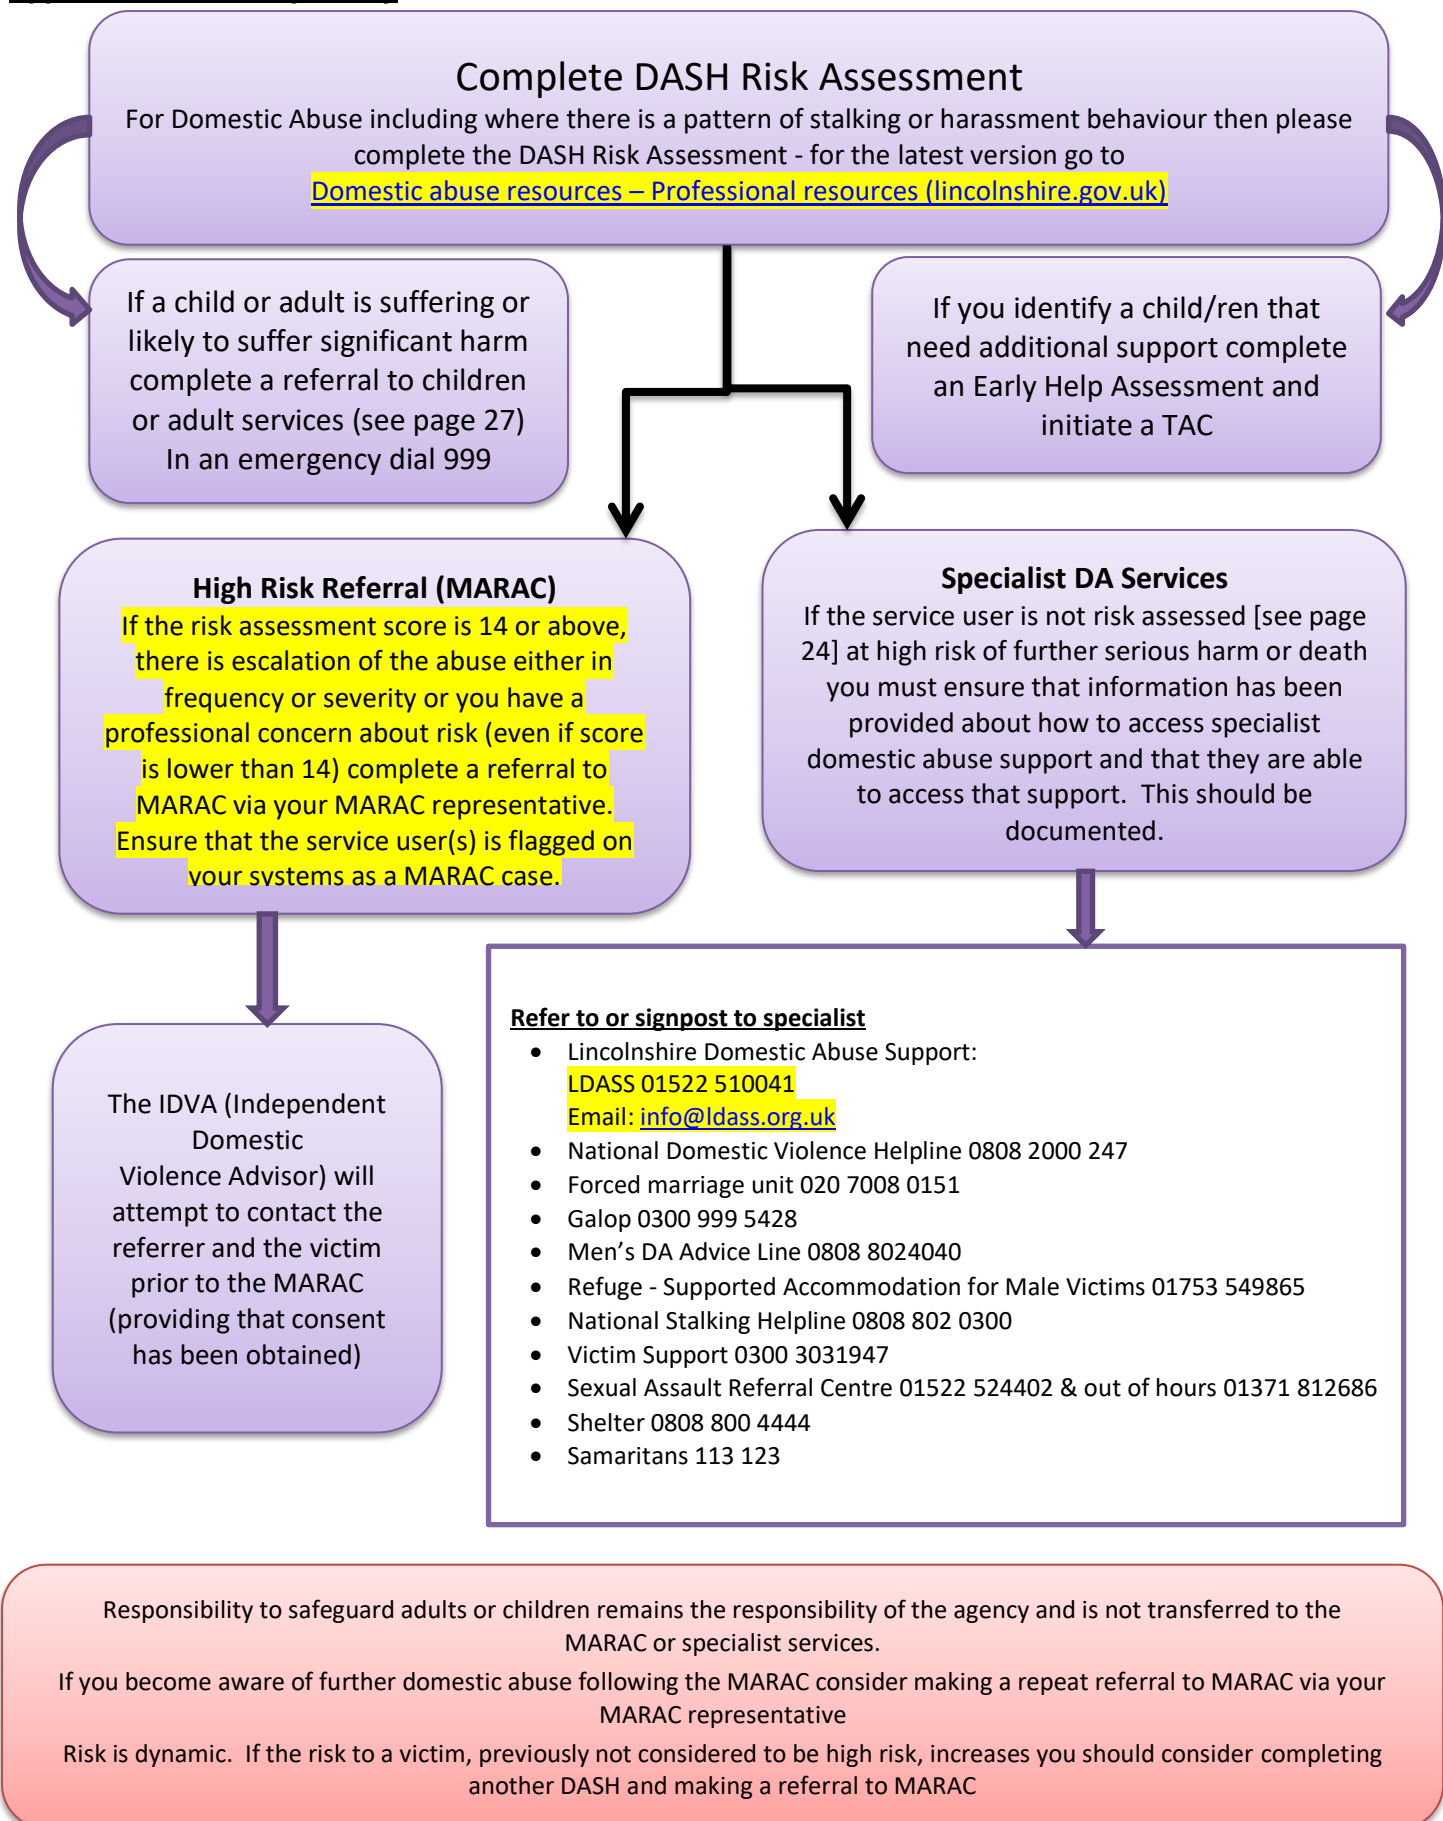 Complete DASH Risk Assessment
For Domestic Abuse including where there is a pattern of stalking or harassment behaviour then please
complete the DASH Risk Assessment - for the latest version go to
Domestic abuse resources – Professional resources (lincolnshire.gov.uk)
If a child or adult is suffering or
likely to suffer significant harm
complete a referral to children
or adult services (see page 27)
In an emergency dial 999
If you identify a child/ren that
need additional support complete
an Early Help Assessment and
initiate a TAC
High Risk Referral (MARAC)
If the risk assessment score is 14 or above,
there is escalation of the abuse either in
frequency or severity or you have a
professional concern about risk (even if score
is lower than 14) complete a referral to
MARAC via your MARAC representative.
Ensure that the service user(s) is flagged on
your systems as a MARAC case.
Specialist DA Services
If the service user is not risk assessed [see page
24] at high risk of further serious harm or death
you must ensure that information has been
provided about how to access specialist
domestic abuse support and that they are able
to access that support.  This should be
documented.
The IDVA (Independent
Domestic
Violence Advisor) will
attempt to contact the
referrer and the victim
prior to the MARAC
(providing that consent
has been obtained)
Refer to or signpost to specialist
• Lincolnshire Domestic Abuse Support:
LDASS 01522 510041
Email: info@ldass.org.uk
• National Domestic Violence Helpline 0808 2000 247
• Forced marriage unit 020 7008 0151
• Galop 0300 999 5428
• Men’s DA Advice Line 0808 8024040
• Refuge - Supported Accommodation for Male Victims 01753 549865
• National Stalking Helpline 0808 802 0300
• Victim Support 0300 3031947
• Sexual Assault Referral Centre 01522 524402 & out of hours 01371 812686
• Shelter 0808 800 4444
• Samaritans 113 123
Responsibility to safeguard adults or children remains the responsibility of the agency and is not transferred to the
MARAC or specialist services.
If you become aware of further domestic abuse following the MARAC consider making a repeat referral to MARAC via your
MARAC representative
Risk is dynamic.  If the risk to a victim, previously not considered to be high risk, increases you should consider completing
another DASH and making a referral to MARAC